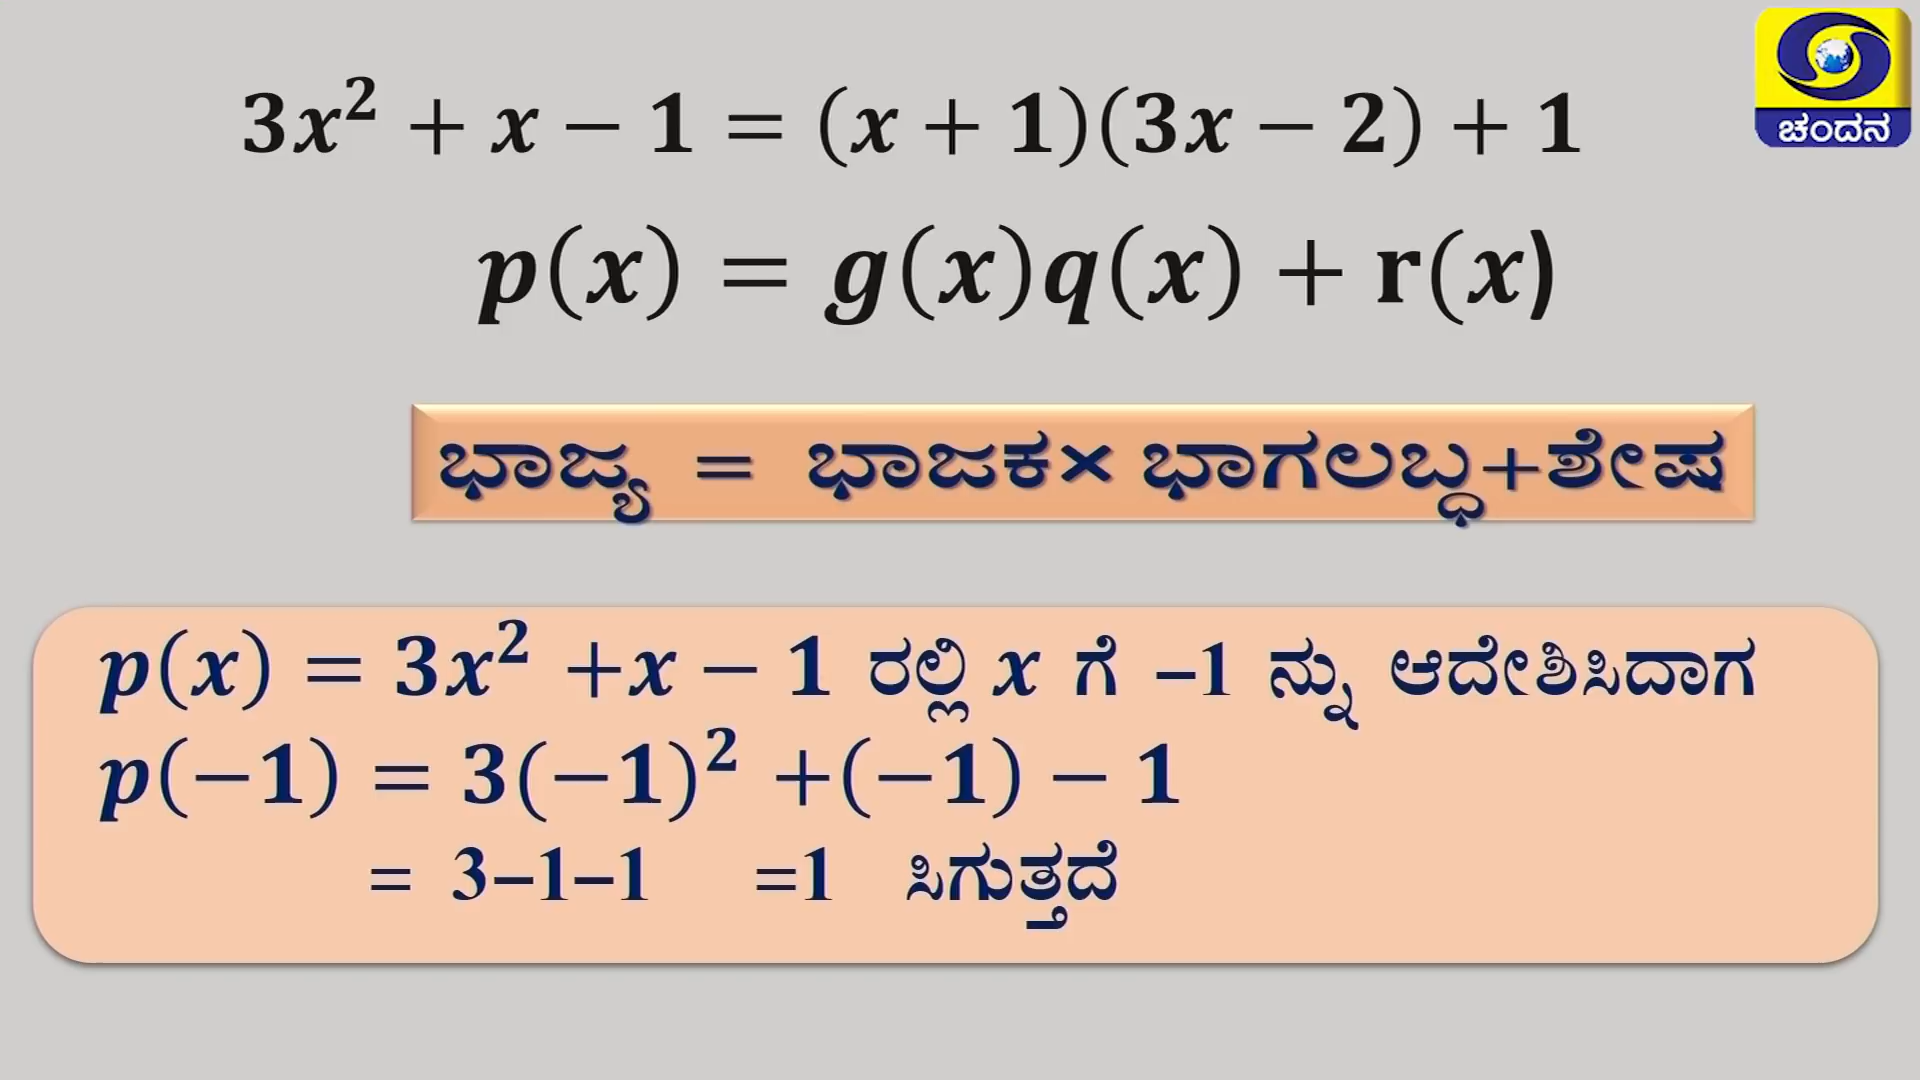 ಚಂದನ
3x² + x − 1 = (x + 1)(3x − 2) + 1
p(x) = g(x)q(x) + r(x)
ಭಾಜ್ಯ = ಭಾಜಕ× ಭಾಗಲಬ್ಧ+ಶೇಷ
p(x) = 3x² +x − 1 ರಲ್ಲಿ x ಗೆ –1 ನ್ನು ಆದೇಶಿಸಿದಾಗ
p(−1) = 3(−1)² +(−1) − 1
= 3–1–1 =1 ಸಿಗುತ್ತದೆ